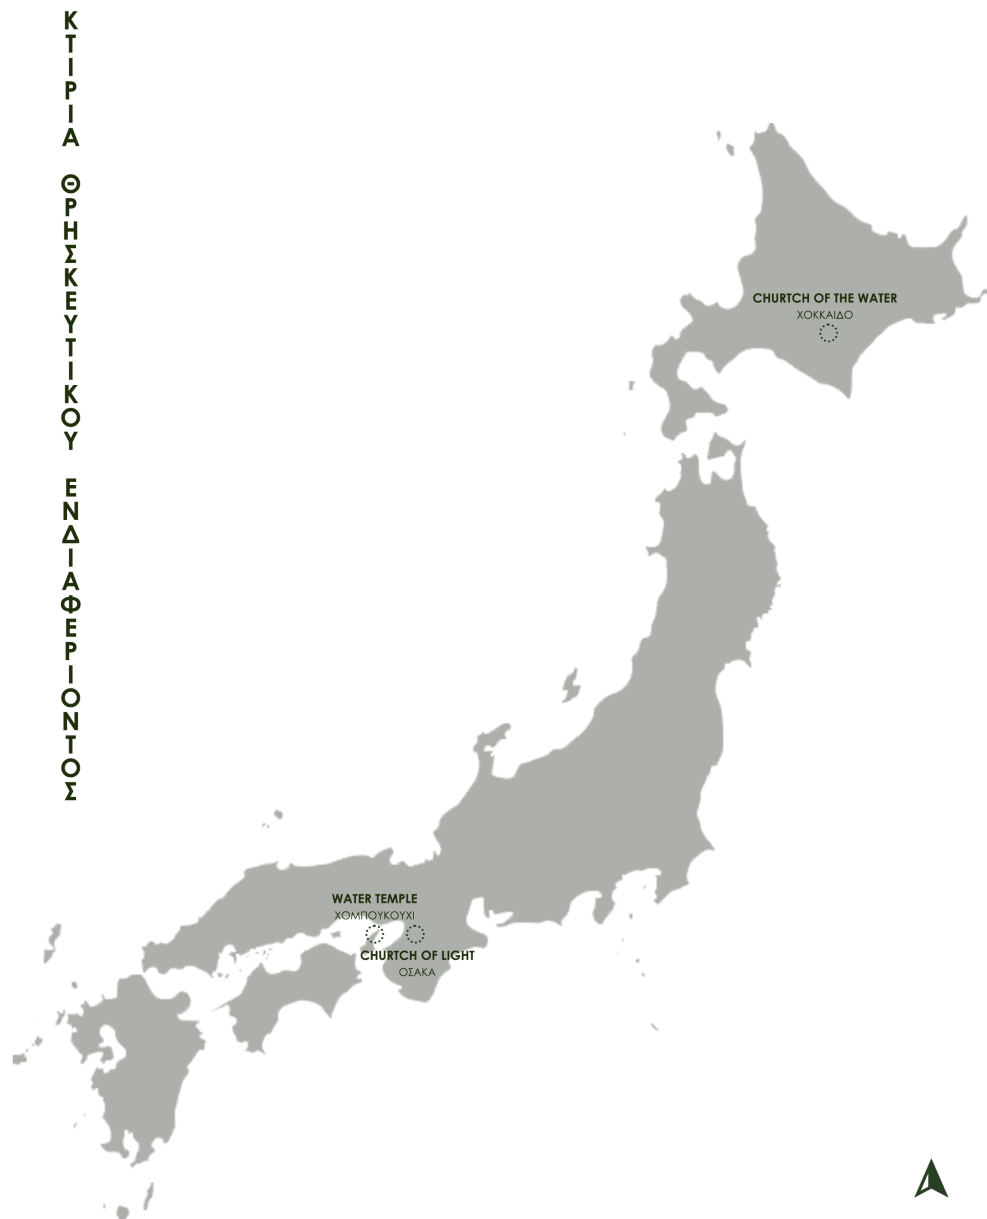 ΚΤΙΡΙΑ ΘΡΗΣΚΕΥΤΙΚΟΥ ΕΝΔΙΑΦΕΡΙΟΝΤΟΣ
CHURTCH OF THE WATER
ΧΟΚΚΑΙΔΟ
WATER TEMPLE
ΧΟΜΠΟΥΚΟΥΧΙ
CHURTCH OF LIGHT
ΟΣΑΚΑ